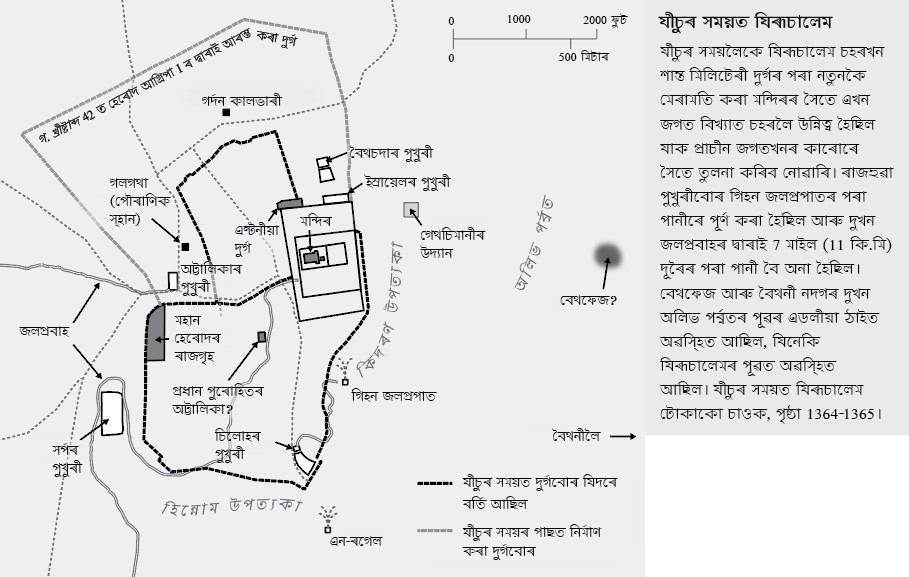 গ. খ্ৰীষ্টাব্দ 42 ত হেৰোদ আগ্ৰিপা 1 ৰ দ্বাৰাই আৰম্ভ কৰা দুৰ্গ
0 1000 2000 ফুট
0 500 মিটাৰ
গৰ্দন কালভাৰী
বৈথচদাৰ পুখুৰী
ইস্ৰায়েলৰ পুখুৰী
গলগথা
(পৌৰানিক
স্হান)
এন্টনীয়া
দুৰ্গ
মন্দিৰ
গেথচিমানীৰ
উদ্যান
অলিভ পৰ্ব্বত
বেথফেজ?
অট্টালিকাৰ
পুখুৰী
কিদৰণ উপত্যকা
জলপ্ৰবাহ
মহান
হেৰোদৰ
ৰাজগৃহ
প্ৰধান পুৰোহিতৰ
অট্টালিকা?
গিহন জলপ্ৰপাত
চিলোহৰ
পুখুৰী
সৰ্পৰ
পুখুৰী
বৈথনীলৈ
হিন্নোম উপত্যকা
এন-ৰগেল
যীচুৰ সময়ত দুৰ্গবোৰ যিদৰে
বৰ্তি আছিল
যীচুৰ সময়ৰ পাছত নিৰ্মাণ
কৰা দুৰ্গবোৰ
যীচুৰ সময়ত যিৰূচালেম
যীচুৰ সময়লৈকে যিৰূচালেম চহৰখন
শান্ত মিলিটেৰী দুৰ্গৰ পৰা নতুনকৈ
মেৰামতি কৰা মন্দিৰৰ সৈতে এখন
জগত বিখ্যাত চহৰলৈ উন্নিত্ব হৈছিল
যাক প্ৰাচীন জগতখনৰ কাৰোৰে
সৈতে তুলনা কৰিব নোৱাৰি। ৰাজহুৱা
পুখুৰীবোৰ গিহন জলপ্ৰপাতৰ পৰা
পানীৰে পূৰ্ণ কৰা হৈছিল আৰু দুখন
জলপ্ৰবাহৰ দ্বাৰাই 7 মাইল (11 কি.মি)
দূৰৈৰ পৰা পানী বৈ অনা হৈছিল।
বেথফেজ আৰু বৈথনী নদগৰ দুখন
অলিভ পৰ্ব্বতৰ পূৱৰ এডলীয়া ঠাইত
অৱস্হিত আছিল, যিনেকি
যিৰূচালেমৰ পূৱত অৱস্হিত
আছিল। যীচুৰ সময়ত যিৰূচালেম
টোকাকো চাওক, পৃষ্ঠা 1364-1365।